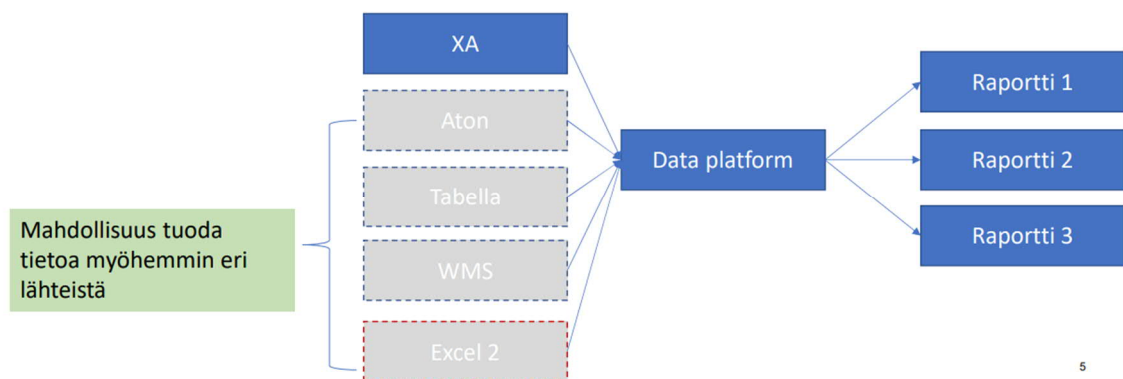 XA
Aton
Tabella
WMS
Excel 2
Mahdollisuus tuoda
tietoa myöhemmin eri
lähteistä
Data platform
Raportti 1
Raportti 2
Raportti 3
5